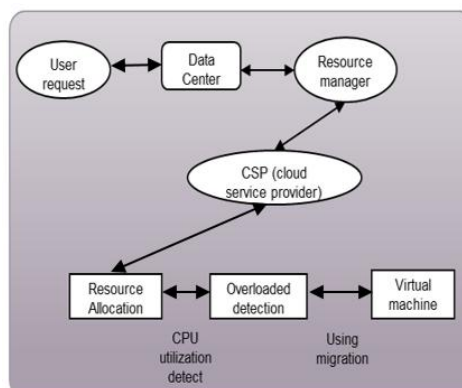 User
request
Data
Center
Resource
manager
CSP (cloud
service provider)
Resource
Allocation
Overloaded
detection
Virtual
machine
CPU
utilization
detect
Using
migration